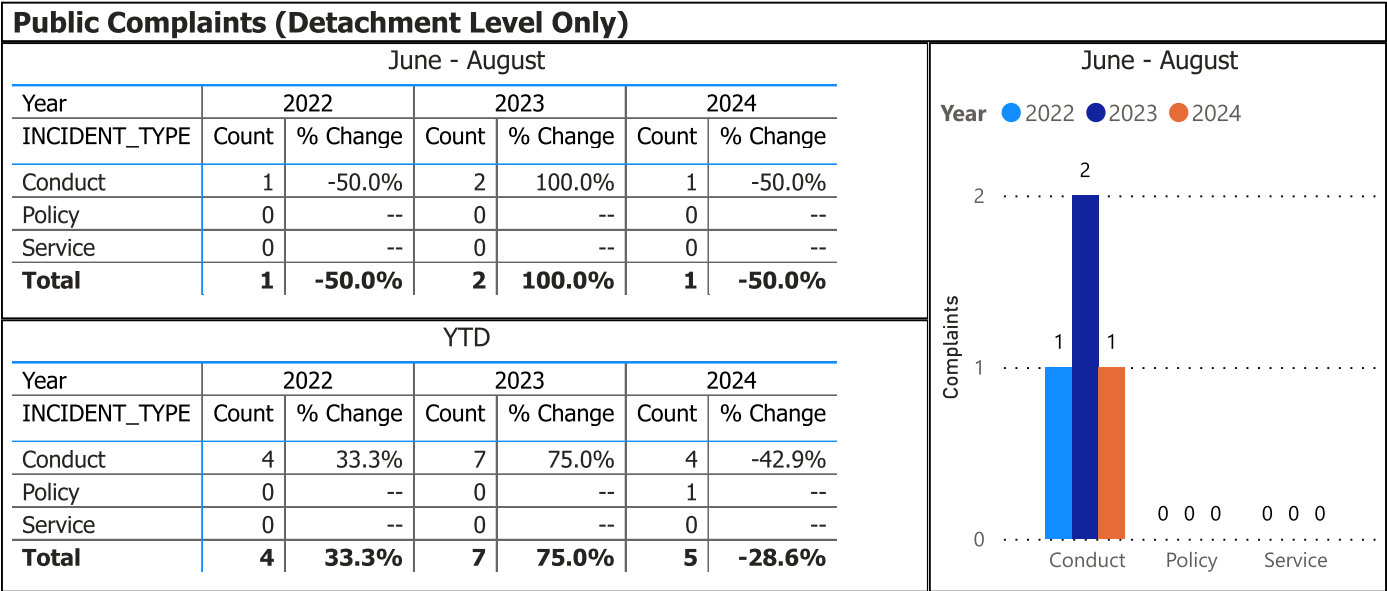 Public Complaints (Detachment Level Only)
June - August
Year 2022 2023 2024
INCIDENT_TYPE Count % Change Count % Change Count % Change
Conduct 1 -50.0% 2 100.0% 1 -50.0%
Policy 0 -- 0 -- 0 --
Service 0 -- 0 -- 0 --
Total 1 -50.0% 2 100.0% 1 -50.0%
YTD
Year 2022 2023 2024
INCIDENT_TYPE Count % Change Count % Change Count % Change
Conduct 4 33.3% 7 75.0% 4 -42.9%
Policy 0 -- 0 -- 1 --
Service 0 -- 0 -- 0 --
Total 4 33.3% 7 75.0% 5 -28.6%
June - August
Year 2022 2023 2024
2
2
1 1
1
Complaints
0 0 0 0 0 0
0
Conduct Policy Service